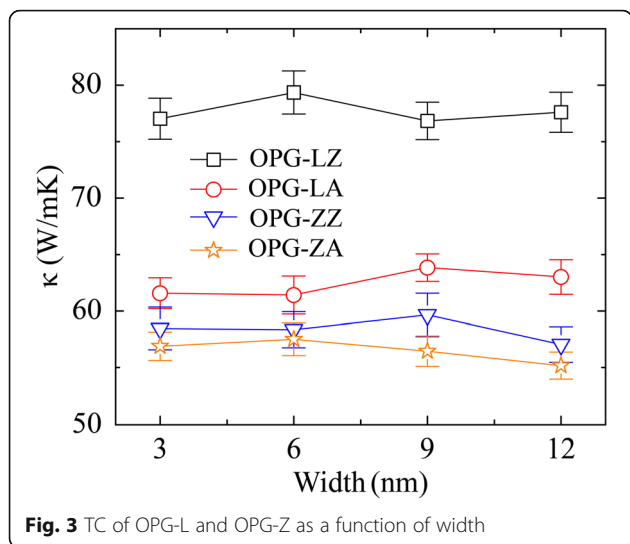 80
70
60
50
κ (W/mK)
OPG-LZ
OPG-LA
OPG-ZZ
OPG-ZA
3 6 9 12
Width (nm)
Fig. 3 TC of OPG-L and OPG-Z as a function of width